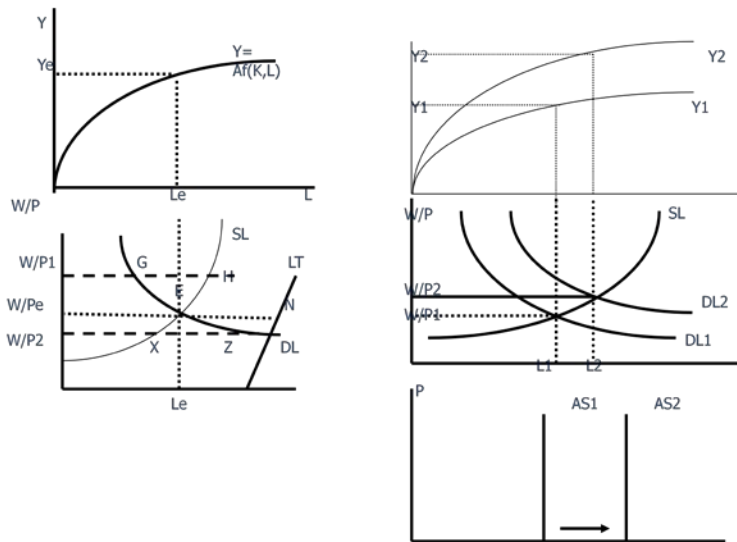 Y
Ye
Y=
Af(K,L)
Le
L
W/P
W/P1
G
H
SL
LT
E
W/Pe
N
W/P2
X
Z
DL
Le
Y2
Y2
Y1
Y1
W/P
SL
W/P2
W/P1
DL2
DL1
L1
L2
P
AS1
AS2